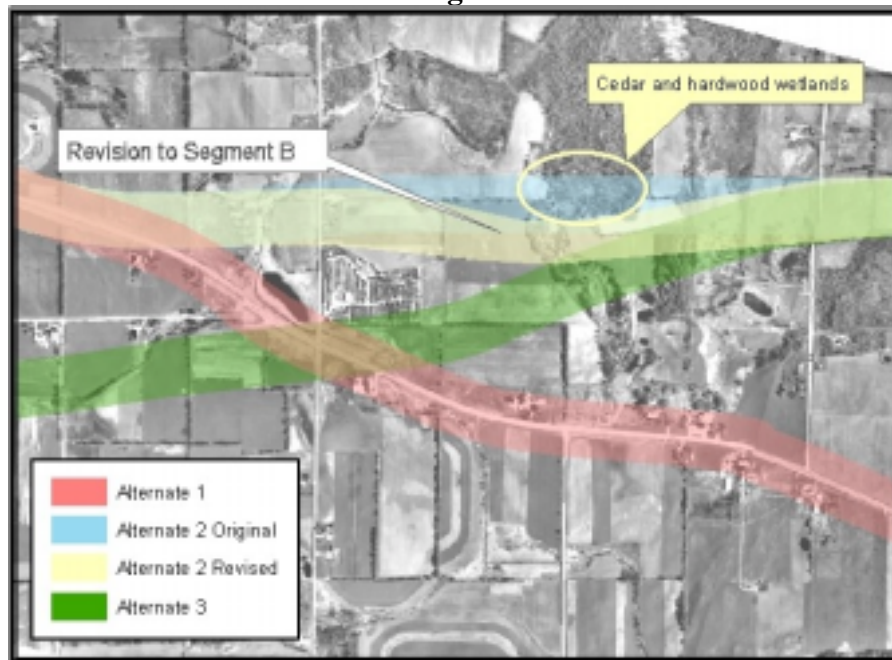 Cedar and hardwood wetlands
Revision to Segment B
Alternate 1
Alternate 2 Original
Alternate 2 Revised
Alternate 3